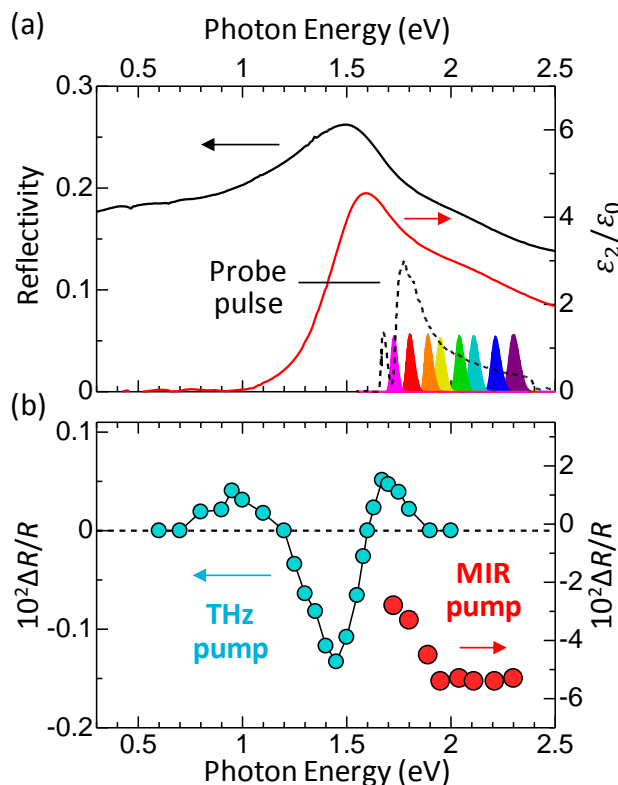 (a)
Photon Energy (eV)
0.5 1 1.5 2 2.5
0.3
0.2
0.1
0
Reflectivity
6
4
2
0
ε₂/ε₀
Probe
pulse
(b)
0.1
0
−0.1
−0.2
10²ΔR/R
2
0
−2
−4
−6
10²ΔR/R
THz
pump
MIR
pump
0.5 1 1.5 2 2.5
Photon Energy (eV)